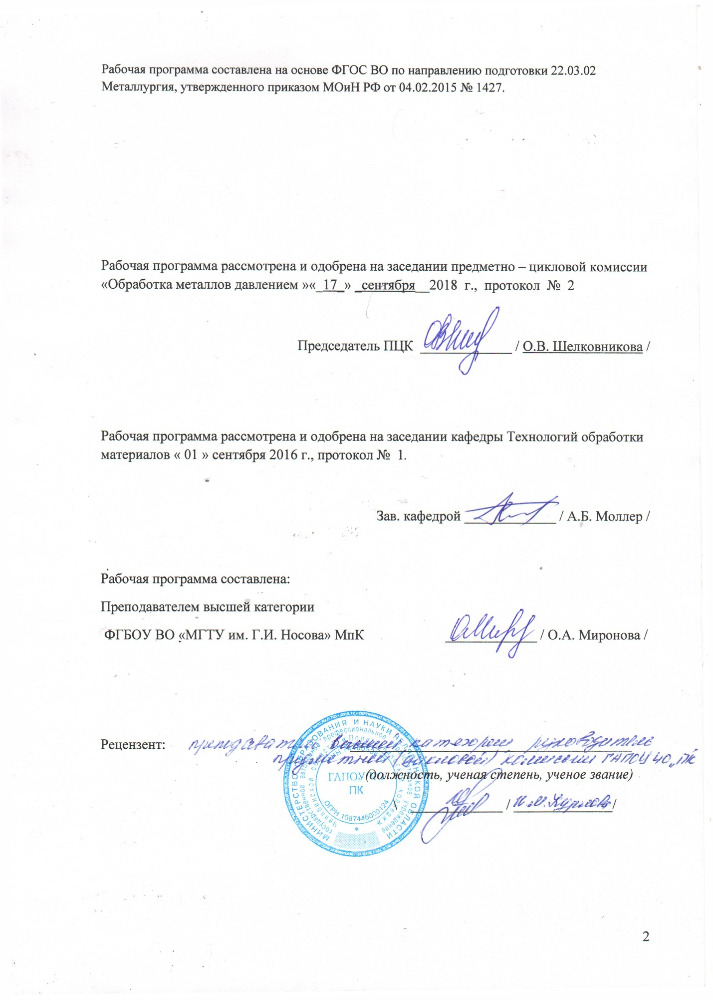 Рабочая программа составлена на основе ФГОС ВО по направлению подготовки 22.03.02
Металлургия, утвержденного приказом МОиН РФ от 04.02.2015 № 1427.
Рабочая программа рассмотрена и одобрена на заседании предметно – цикловой комиссии
«Обработка металлов давлением »«_17_» _сентября__2018 г., протокол № 2
Председатель ПЦК _____________ / О.В. Шелковникова /
Рабочая программа рассмотрена и одобрена на заседании кафедры Технологий обработки
материалов « 01 » сентября 2016 г., протокол № 1.
Зав. кафедрой _____________ / А.Б. Моллер /
Рабочая программа составлена:
Преподавателем высшей категории
ФГБОУ ВО «МГТУ им. Г.И. Носова» МпК _____________ / О.А. Миронова /
Рецензент: преподаватель высшей категории, руководитель
предметной (цикловой) комиссии ГАПОУ ЧО „ПК
(должность, ученая степень, ученое звание)
\ _____________ / И.М. /
МИНИСТЕРСТВО ОБРАЗОВАНИЯ И НАУКИ ЧЕЛЯБИНСКОЙ ОБЛАСТИ
государственное автономное профессиональное образовательное учреждение
Челябинской области «Политехнический колледж»
ГАПОУ
ПК
ОГРН 1087446000124
*
2